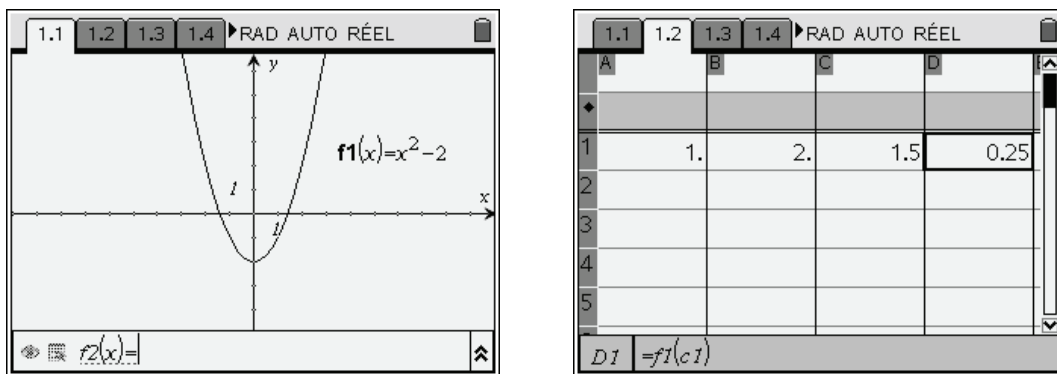 1.1 1.2 1.3 1.4 RAD AUTO RÉEL
y
f1(x)=x²-2
1
x
1
f2(x)=
1.1 1.2 1.3 1.4 RAD AUTO RÉEL
A B C D
◆
1 1. 2. 1.5 0.25
2
3
4
5
D1 =f1(c1)